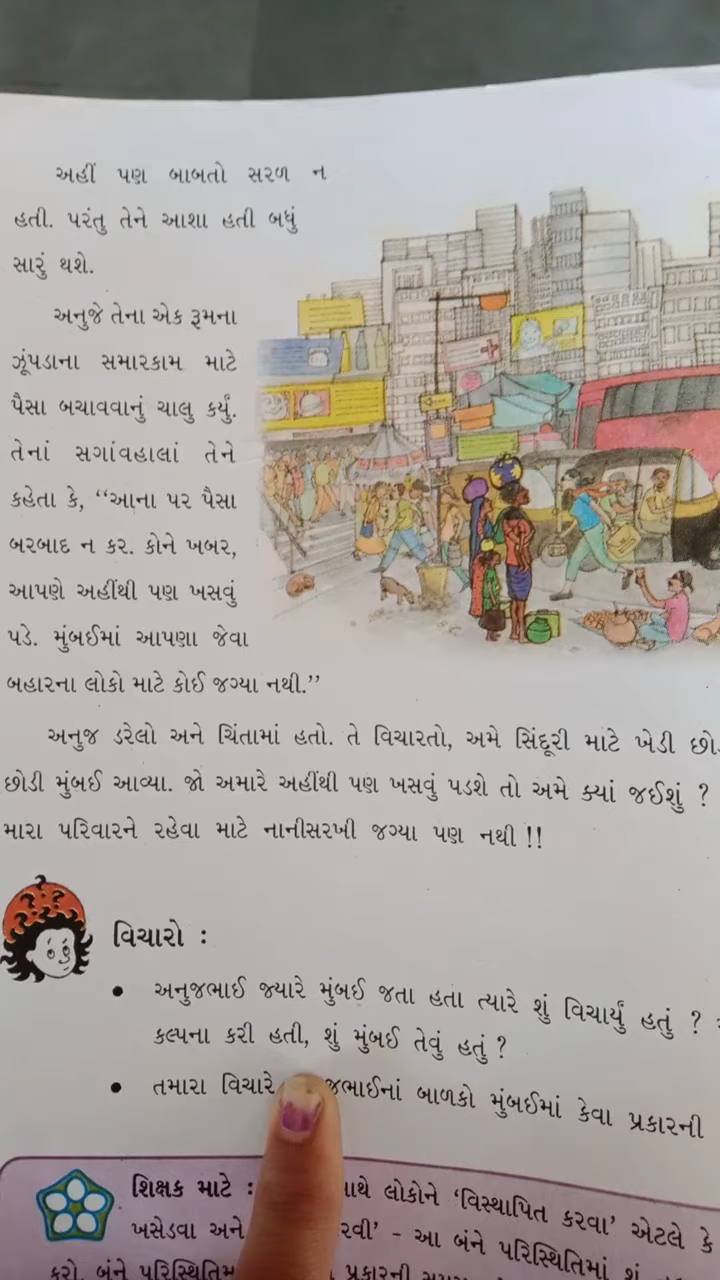 અહીં પણ બાબતો સરળ ન
હતી. પરંતુ તેને આશા હતી બધું
સારું થશે.
અનુજે તેના એક રૂમના
ઝૂંપડાના સમારકામ માટે
પૈસા બચાવવાનું ચાલુ કર્યું.
તેનાં સગાંવહાલાં તેને
કહેતા કે, “આના પર પૈસા
બરબાદ ન કર. કોને ખબર,
આપણે અહીંથી પણ ખસવું
પડે. મુંબઈમાં આપણા જેવા
બહારના લોકો માટે કોઈ જગ્યા નથી.”
અનુજ ડરેલો અને ચિંતામાં હતો. તે વિચારતો, અમે સિંદૂરી માટે ખેડી છો
છોડી મુંબઈ આવ્યા. જો અમારે અહીંથી પણ ખસવું પડશે તો અમે ક્યાં જઈશું ?
મારા પરિવારને રહેવા માટે નાનીસરખી જગ્યા પણ નથી !!
વિચારો :
• અનુજભાઈ જ્યારે મુંબઈ જતા હતા ત્યારે શું વિચાર્યું હતું ?
કલ્પના કરી હતી, શું મુંબઈ તેવું હતું ?
• તમારા વિચારે જભાઈનાં બાળકો મુંબઈમાં કેવા પ્રકારની
શિક્ષક માટે : સાથે લોકોને ‘વિસ્થાપિત કરવા’ એટલે કે
ખસેડવા અને રવી’ - આ બંને પરિસ્થિતિમાં શું
કરો. બંને પરિસ્થિતિમ પ્રકારની